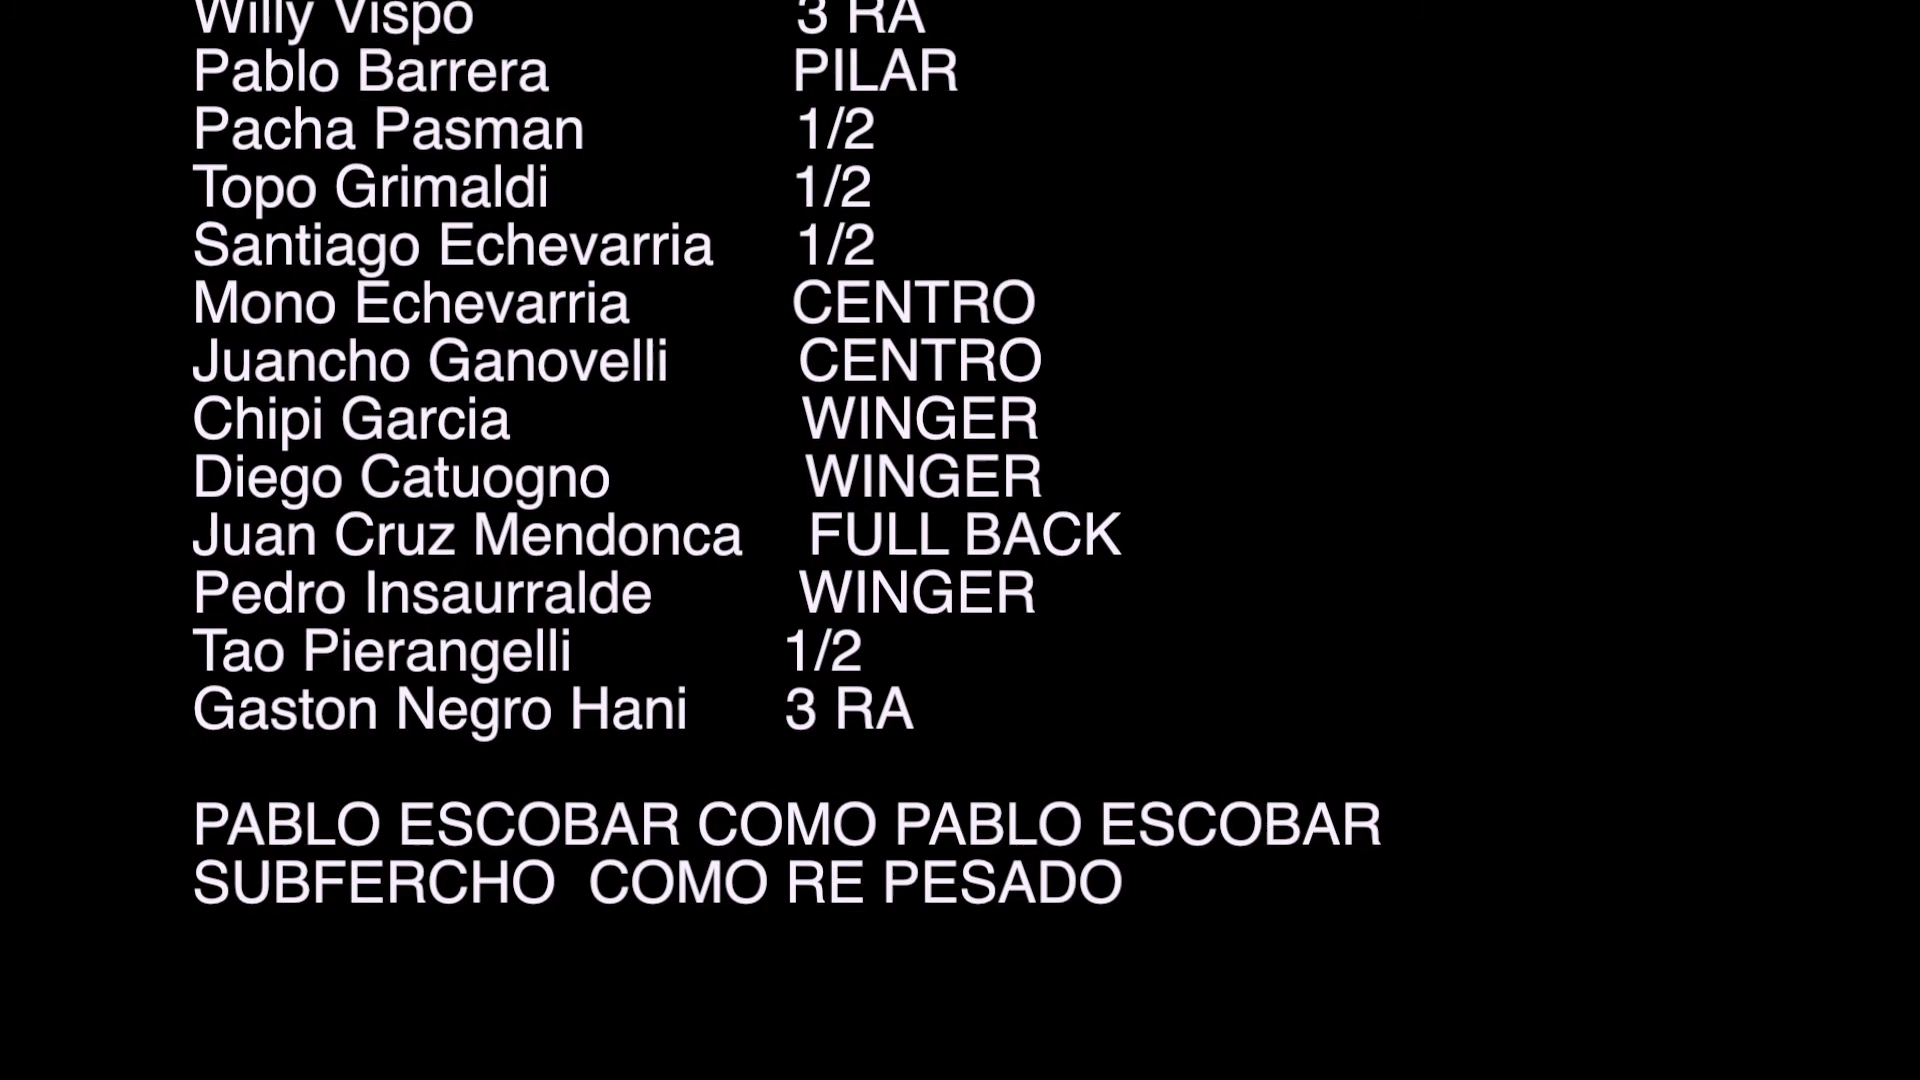 Willy Vispo 3 RA
Pablo Barrera PILAR
Pacha Pasman 1/2
Topo Grimaldi 1/2
Santiago Echevarria 1/2
Mono Echevarria CENTRO
Juancho Ganovelli CENTRO
Chipi Garcia WINGER
Diego Catuogno WINGER
Juan Cruz Mendonca FULL BACK
Pedro Insaurralde WINGER
Tao Pierangelli 1/2
Gaston Negro Hani 3 RA
PABLO ESCOBAR COMO PABLO ESCOBAR
SUBFERCHO COMO RE PESADO